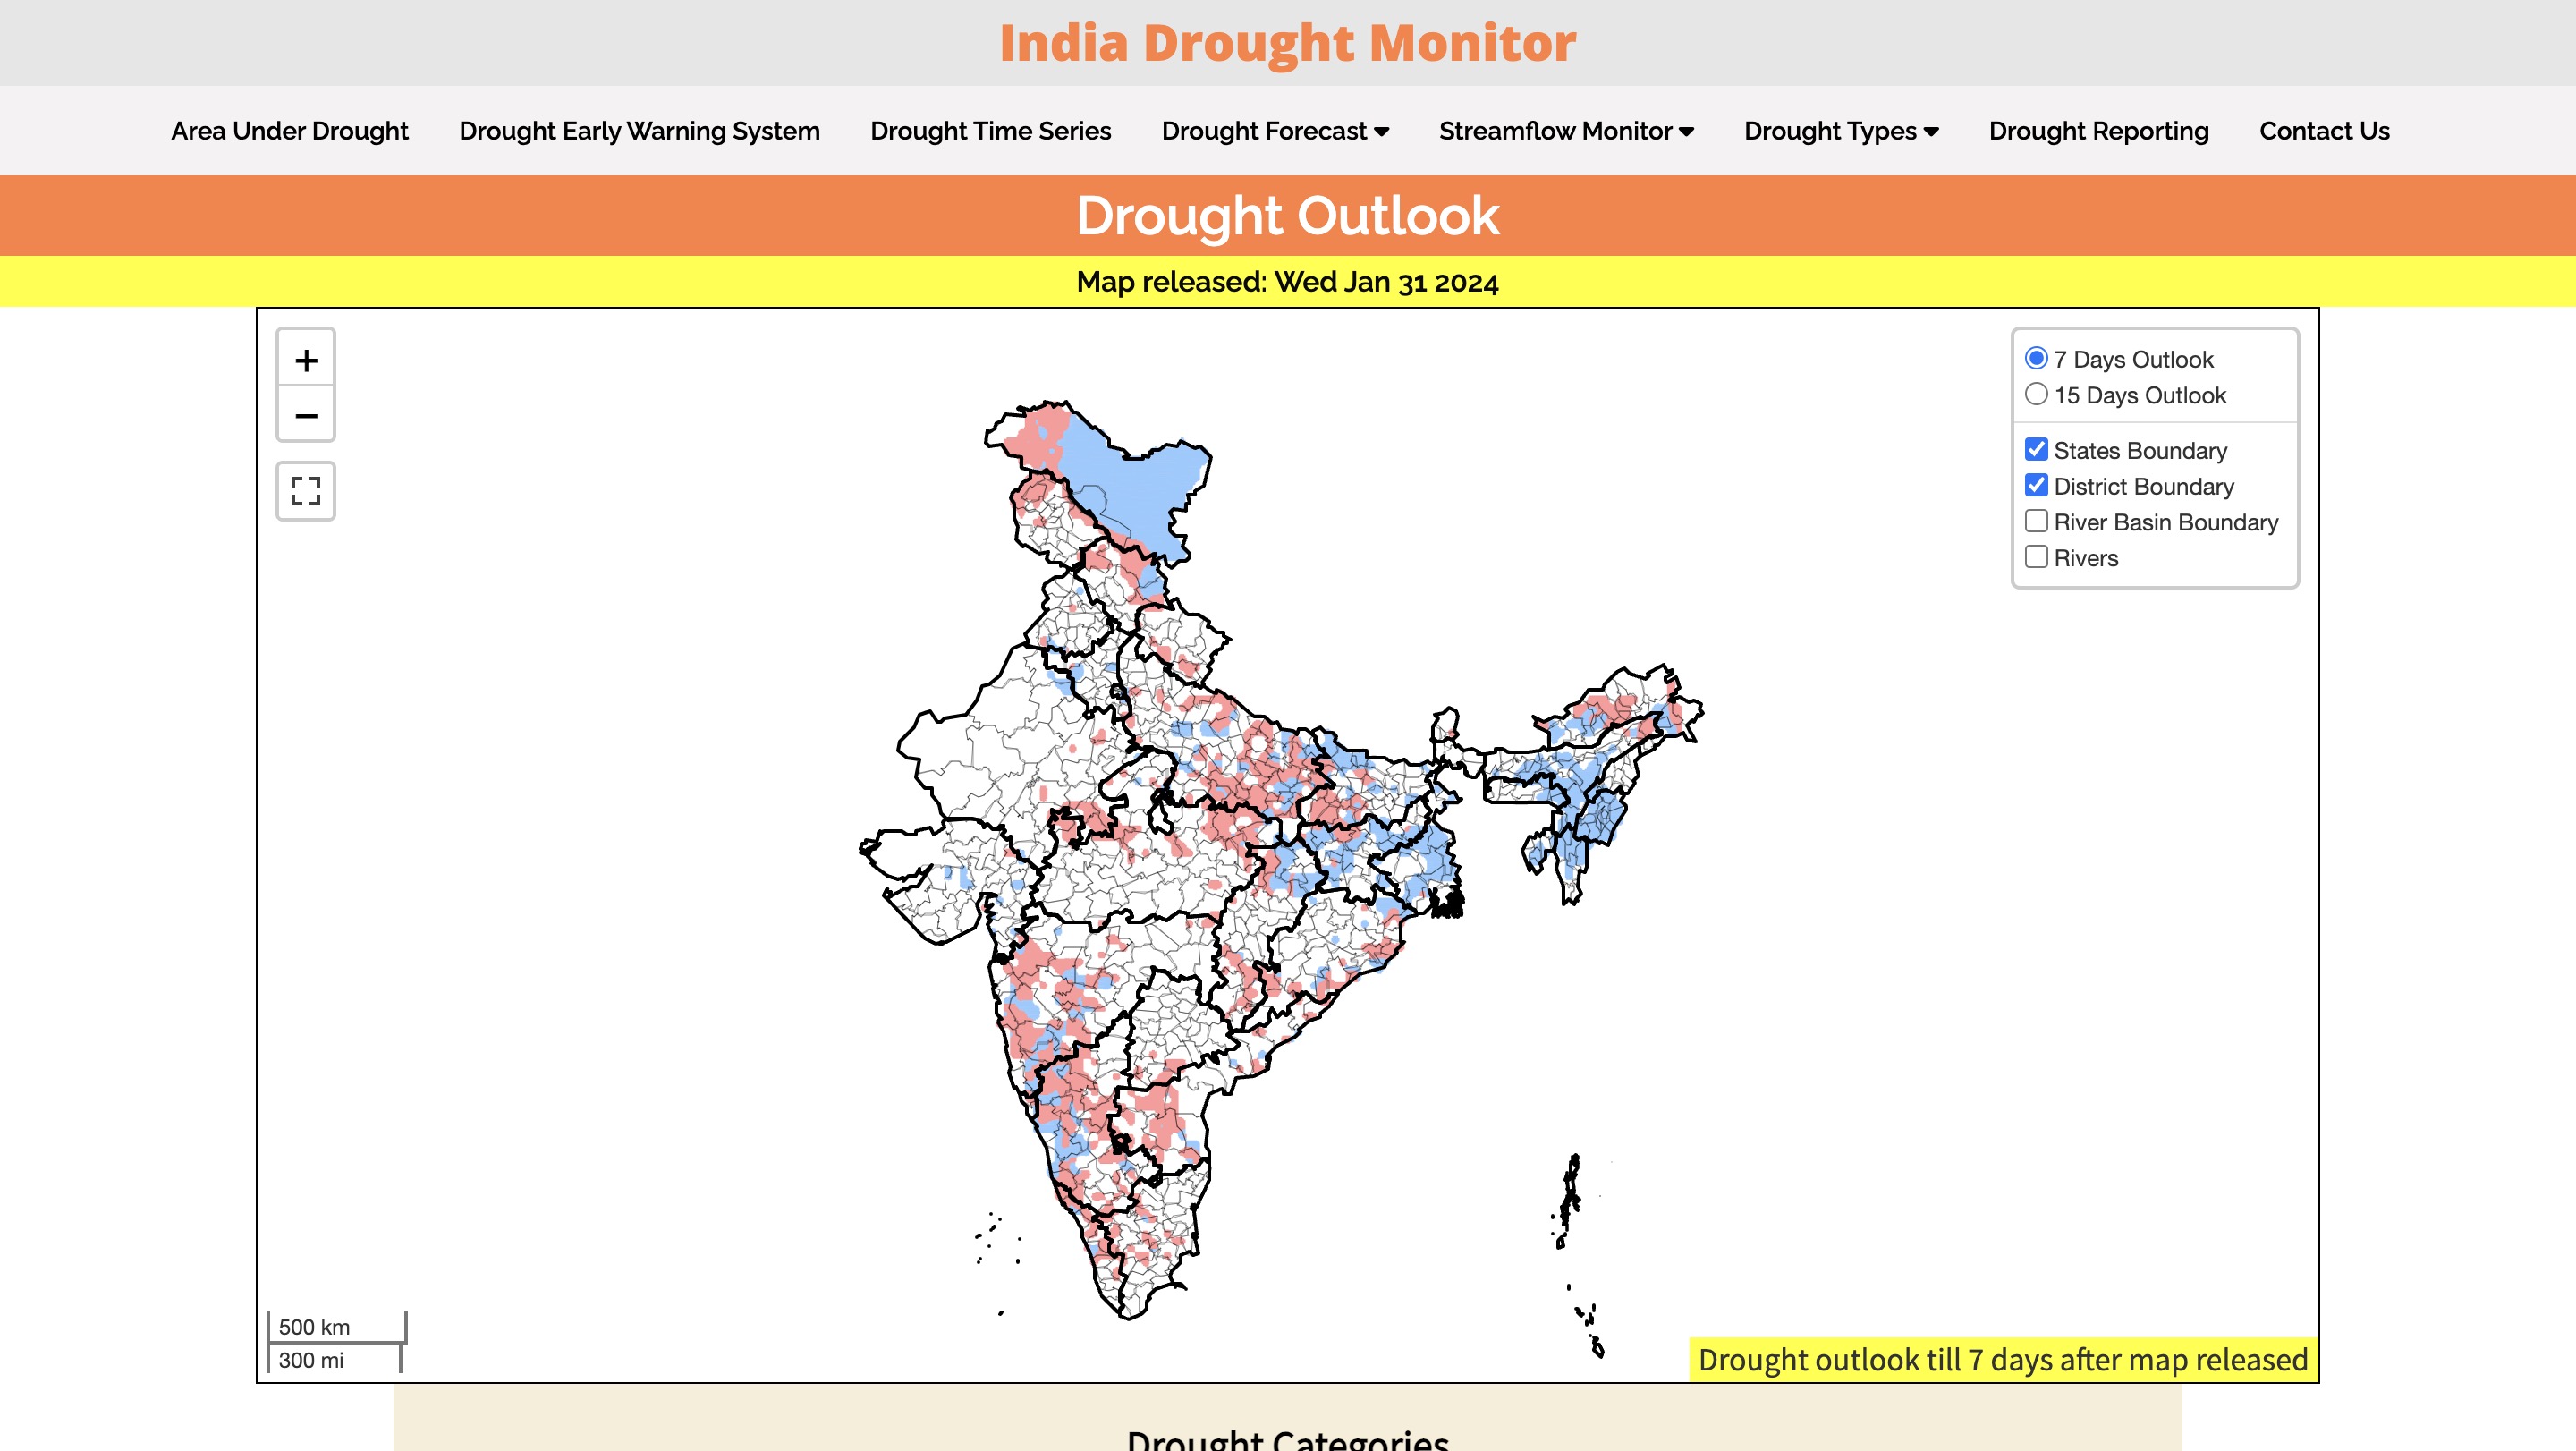 India Drought Monitor
Area Under Drought Drought Early Warning System Drought Time Series Drought Forecast Streamflow Monitor Drought Types Drought Reporting Contact Us
Drought Outlook
Map released: Wed Jan 31 2024
+
−
7 Days Outlook
15 Days Outlook
States Boundary
District Boundary
River Basin Boundary
Rivers
500 km
300 mi
Drought outlook till 7 days after map released
Drought Categories